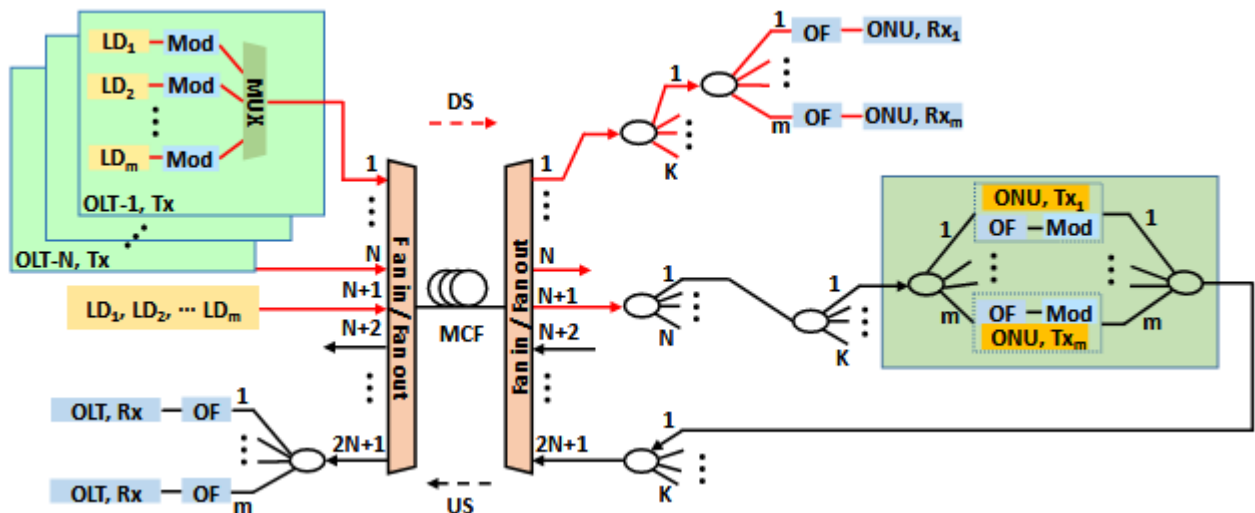 LD1 Mod
LD2 Mod
LDm Mod
MUX
OLT-1, Tx
OLT-N, Tx
LD1, LD2, ··· LDm
1
N
N+1
N+2
2N+1
Fan in / Fan out
DS
MCF
US
Fan in / Fan out
1
N
N+1
N+2
2N+1
1
K
1 OF ONU, Rx1
m OF ONU, Rxm
1
N
1
K
1
ONU, Tx1
OF Mod
1
m
OF Mod
ONU, Txm
m
1
K
OLT, Rx OF 1
OLT, Rx OF m